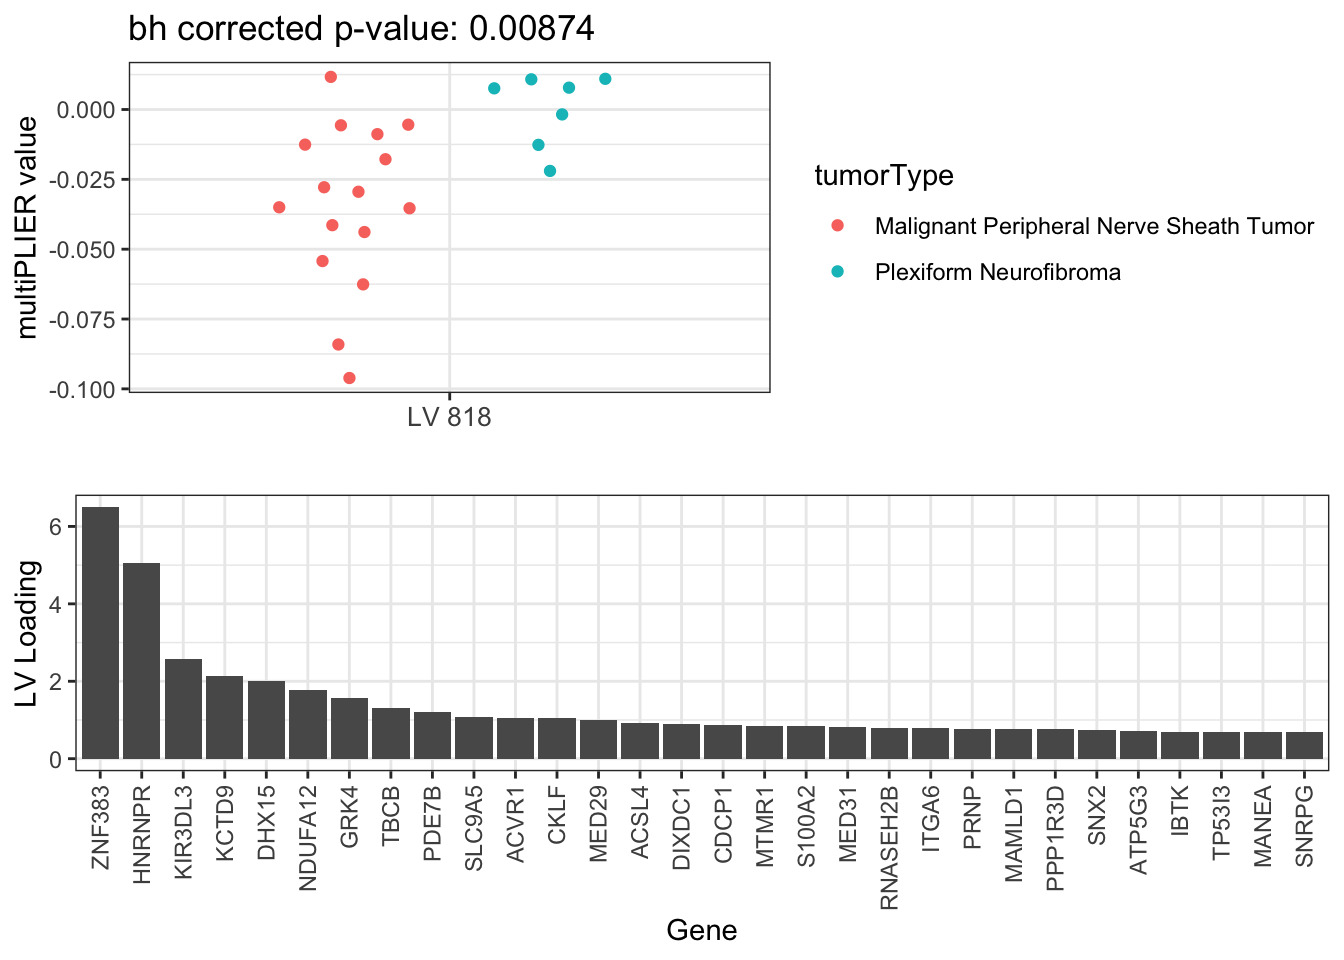 bh corrected p-value: 0.00874
multiPLIER value
0.000
-0.025
-0.050
-0.075
-0.100
LV 818
tumorType
Malignant Peripheral Nerve Sheath Tumor
Plexiform Neurofibroma
LV Loading
6
4
2
0
ZNF383
HNRNPR
KIR3DL3
KCTD9
DHX15
NDUFA12
GRK4
TBCB
PDE7B
SLC9A5
ACVR1
CKLF
MED29
ACSL4
DIXDC1
CDCP1
MTMR1
S100A2
MED31
RNASEH2B
ITGA6
PRNP
MAMLD1
PPP1R3D
SNX2
ATP5G3
IBTK
TP53I3
MANEA
SNRPG
Gene